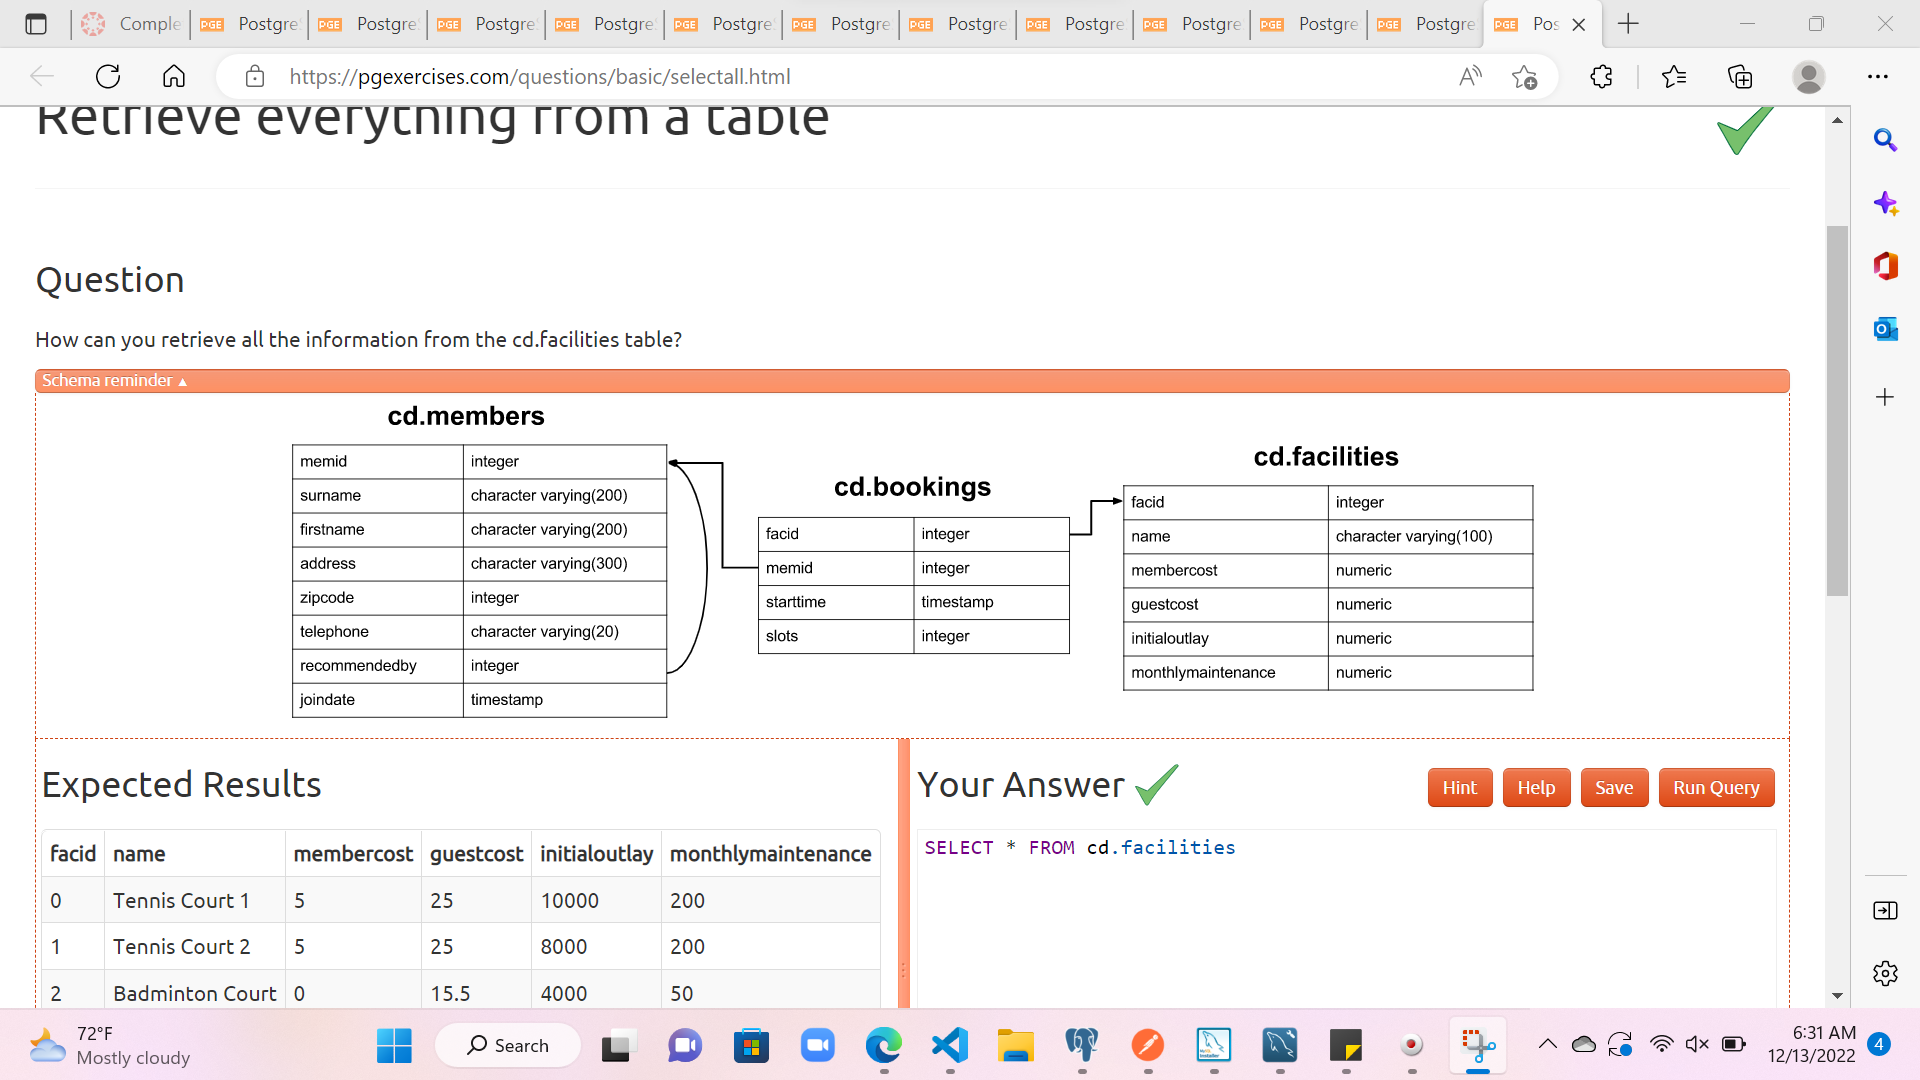 Comple
PGE Postgre
PGE Postgre
PGE Postgre
PGE Postgre
PGE Postgre
PGE Postgre
PGE Postgre
PGE Postgre
PGE Postgre
PGE Postgre
PGE Postgre
PGE Pos
https://pgexercises.com/questions/basic/selectall.html
Retrieve everything from a table
Question
How can you retrieve all the information from the cd.facilities table?
Schema reminder ▲
cd.members
memid integer
surname character varying(200)
firstname character varying(200)
address character varying(300)
zipcode integer
telephone character varying(20)
recommendedby integer
joindate timestamp
cd.bookings
facid integer
memid integer
starttime timestamp
slots integer
cd.facilities
facid integer
name character varying(100)
membercost numeric
guestcost numeric
initialoutlay numeric
monthlymaintenance numeric
Expected Results
facid name membercost guestcost initialoutlay monthlymaintenance
0 Tennis Court 1 5 25 10000 200
1 Tennis Court 2 5 25 8000 200
2 Badminton Court 0 15.5 4000 50
Your Answer
Hint Help Save Run Query
SELECT * FROM cd.facilities
72°F
Mostly cloudy
Search
6:31 AM
12/13/2022
4